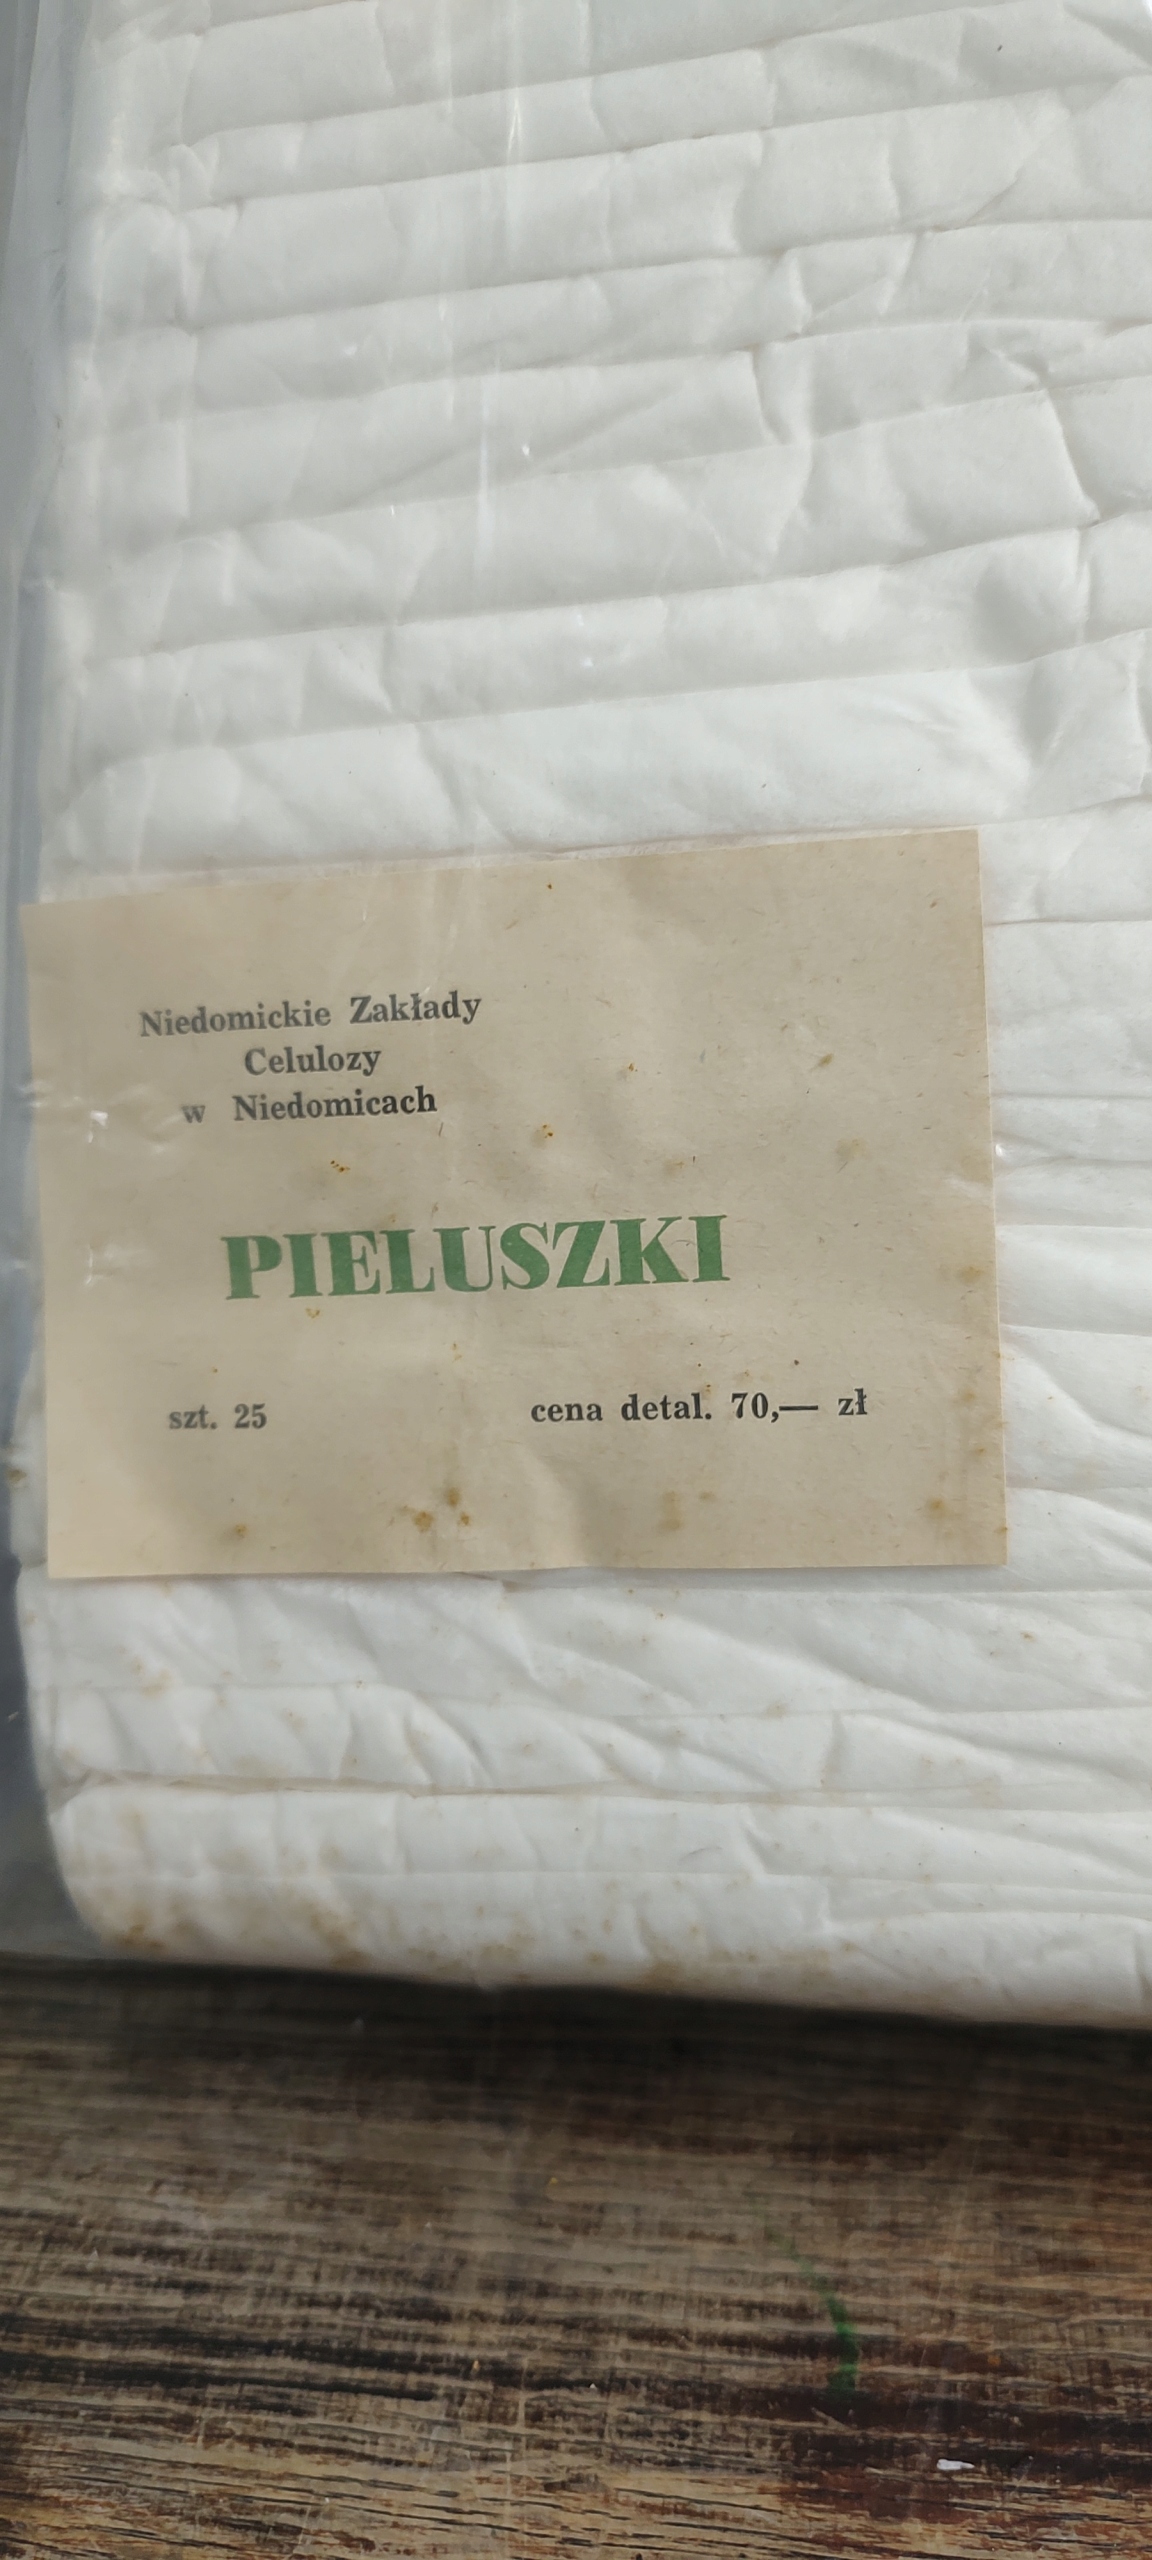 Niedomickie Zakłady
Celulozy
w Niedomicach
PIELUSZKI
szt. 25 cena detal. 70,— zł